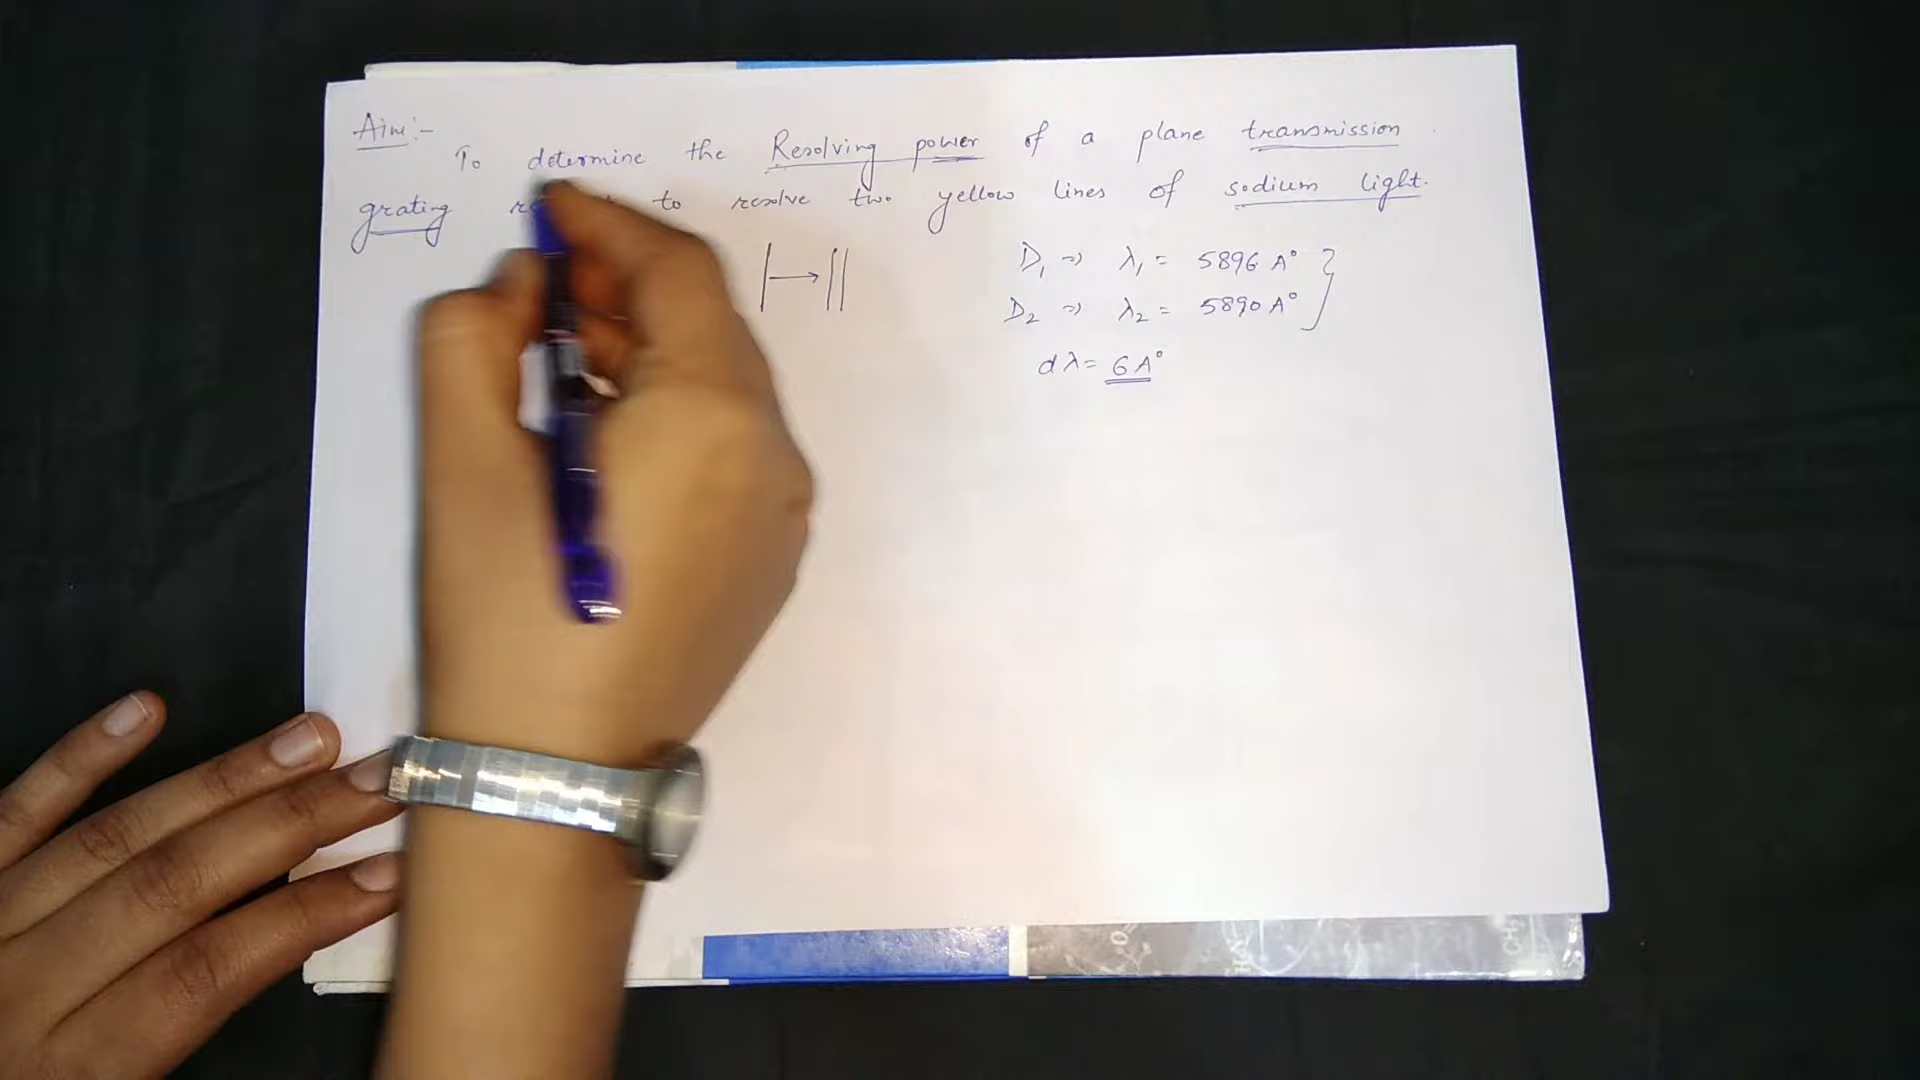 Aim:-
To determine the Resolving power of a plane transmission
grating to resolve two yellow lines of sodium light.
D₁ ⇒ λ₁ = 5896 A°
D₂ ⇒ λ₂ = 5890 A°
dλ = 6 A°